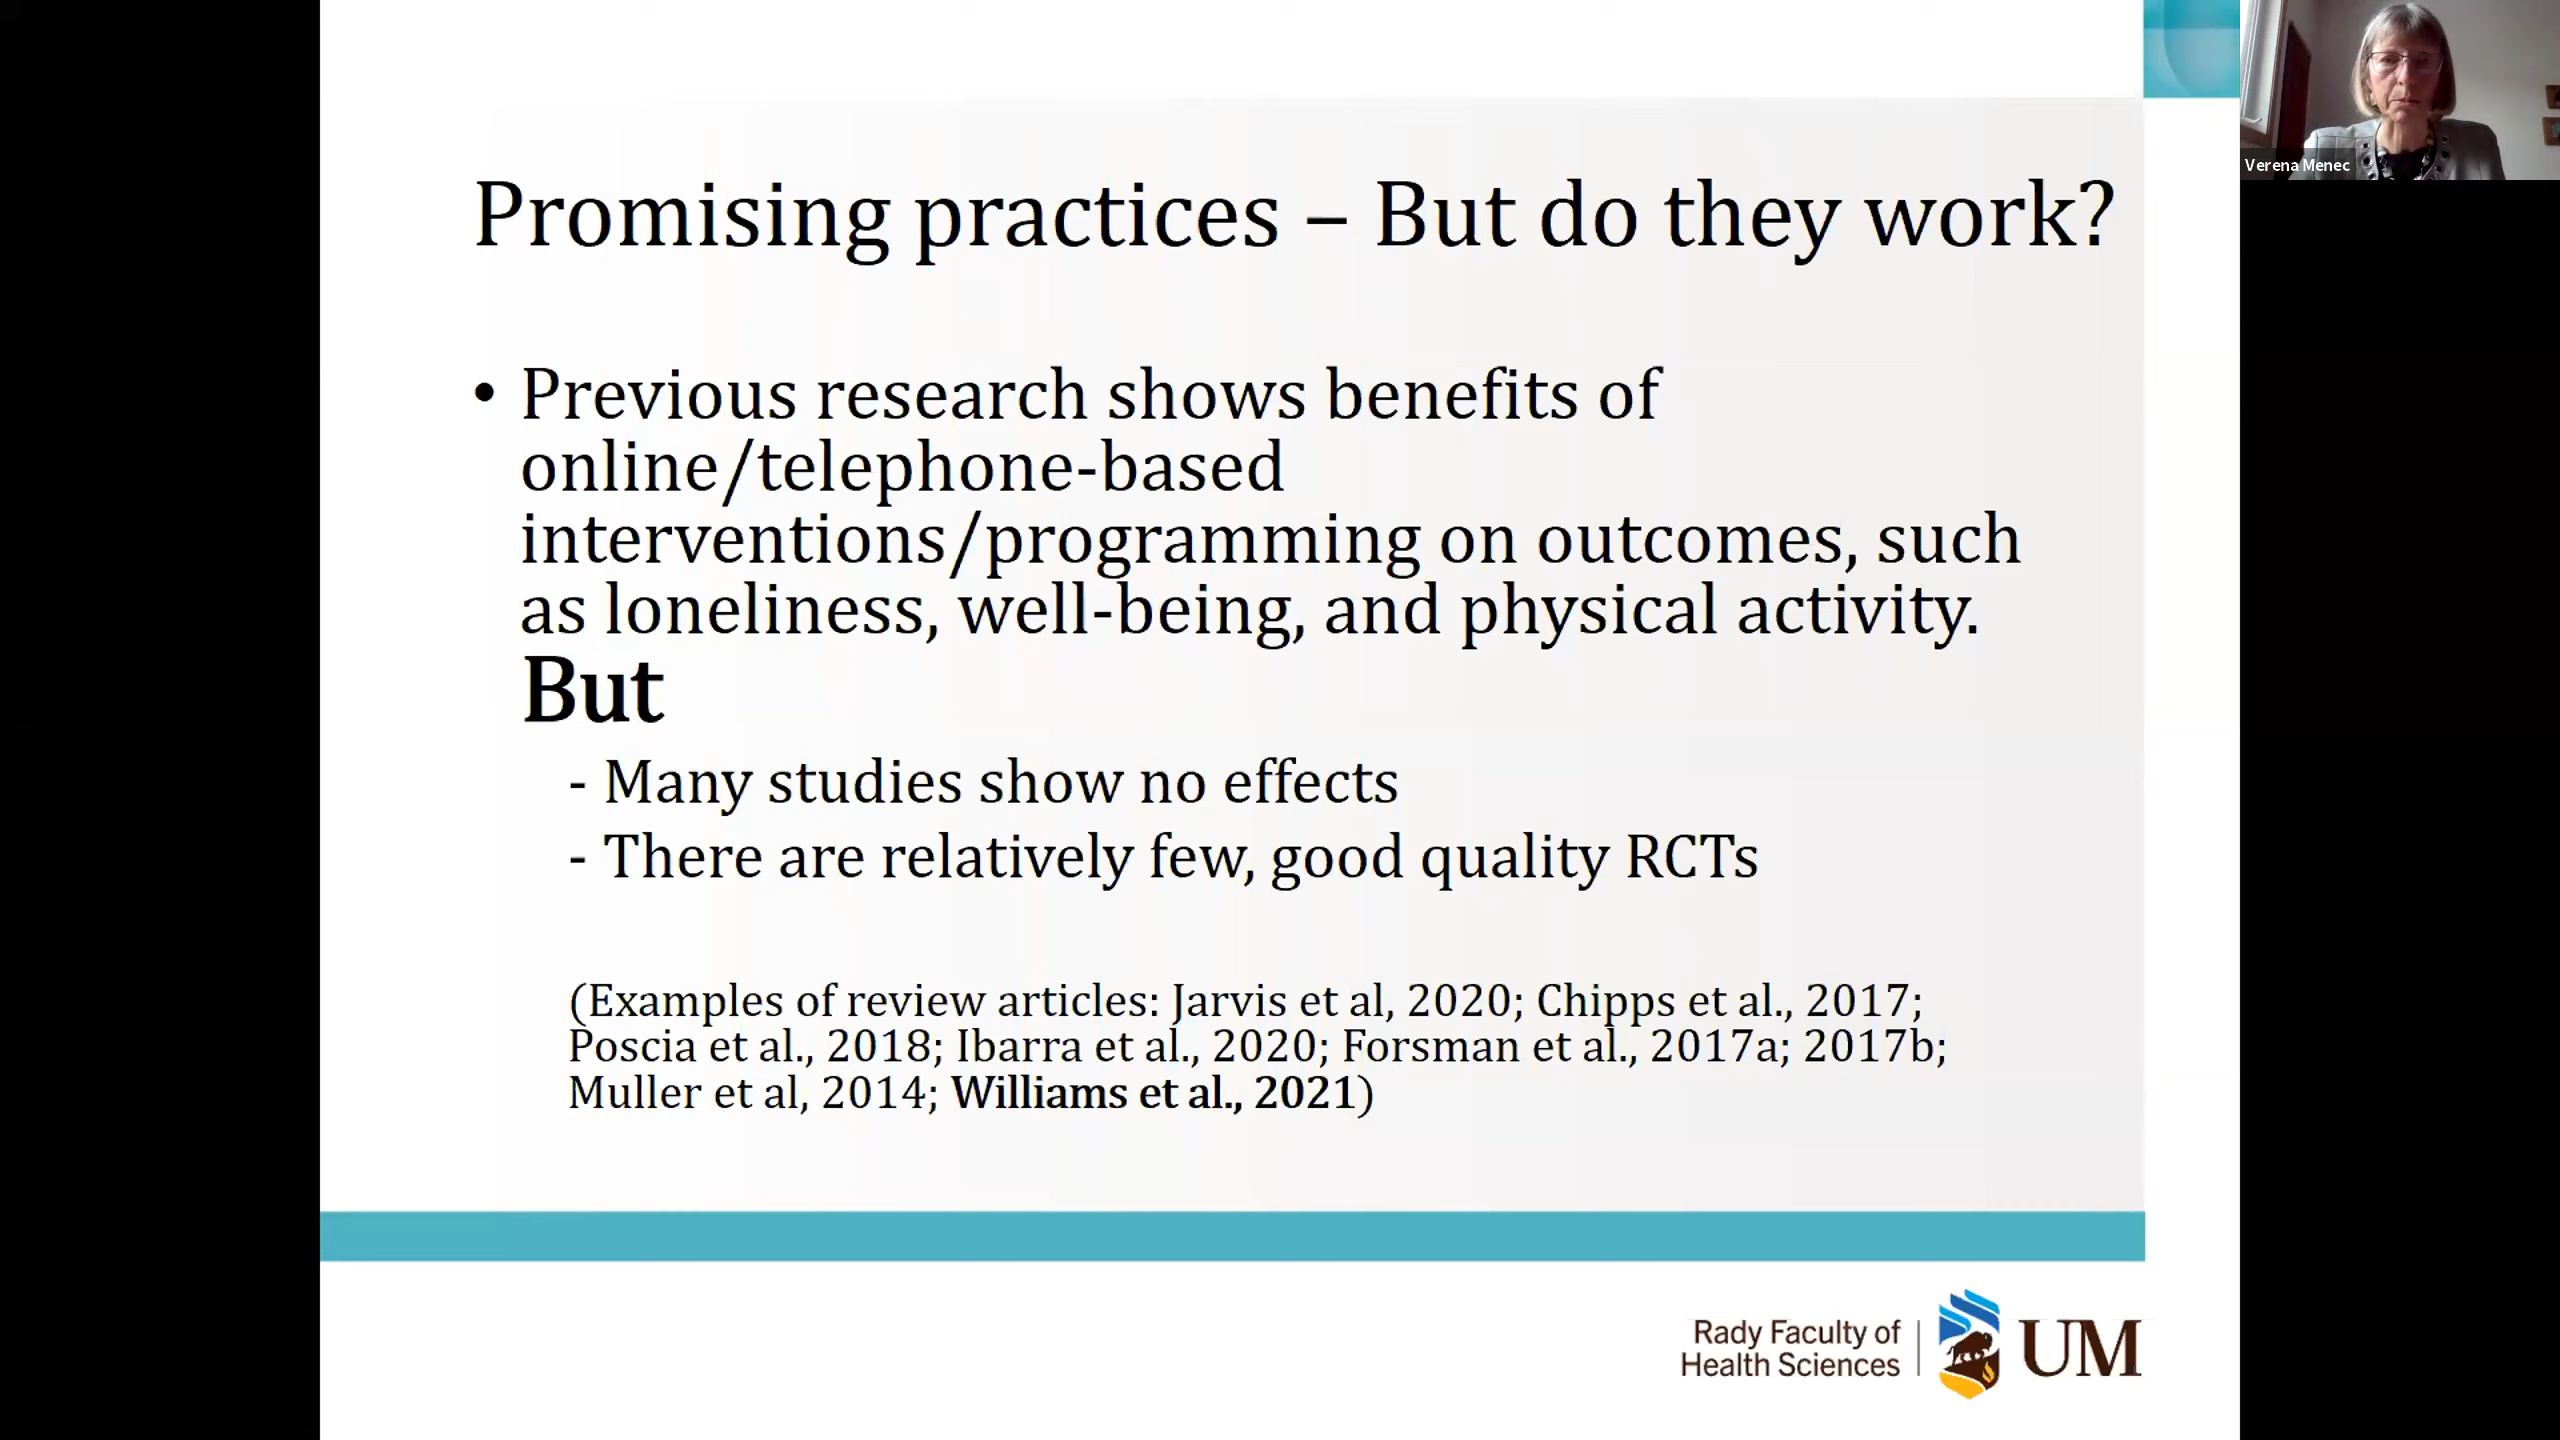 Verena Menec
Promising practices – But do they work?
• Previous research shows benefits of
online/telephone-based
interventions/programming on outcomes, such
as loneliness, well-being, and physical activity.
But
- Many studies show no effects
- There are relatively few, good quality RCTs
(Examples of review articles: Jarvis et al, 2020; Chipps et al., 2017;
Poscia et al., 2018; Ibarra et al., 2020; Forsman et al., 2017a; 2017b;
Muller et al, 2014; Williams et al., 2021)
Rady Faculty of
Health Sciences
UM